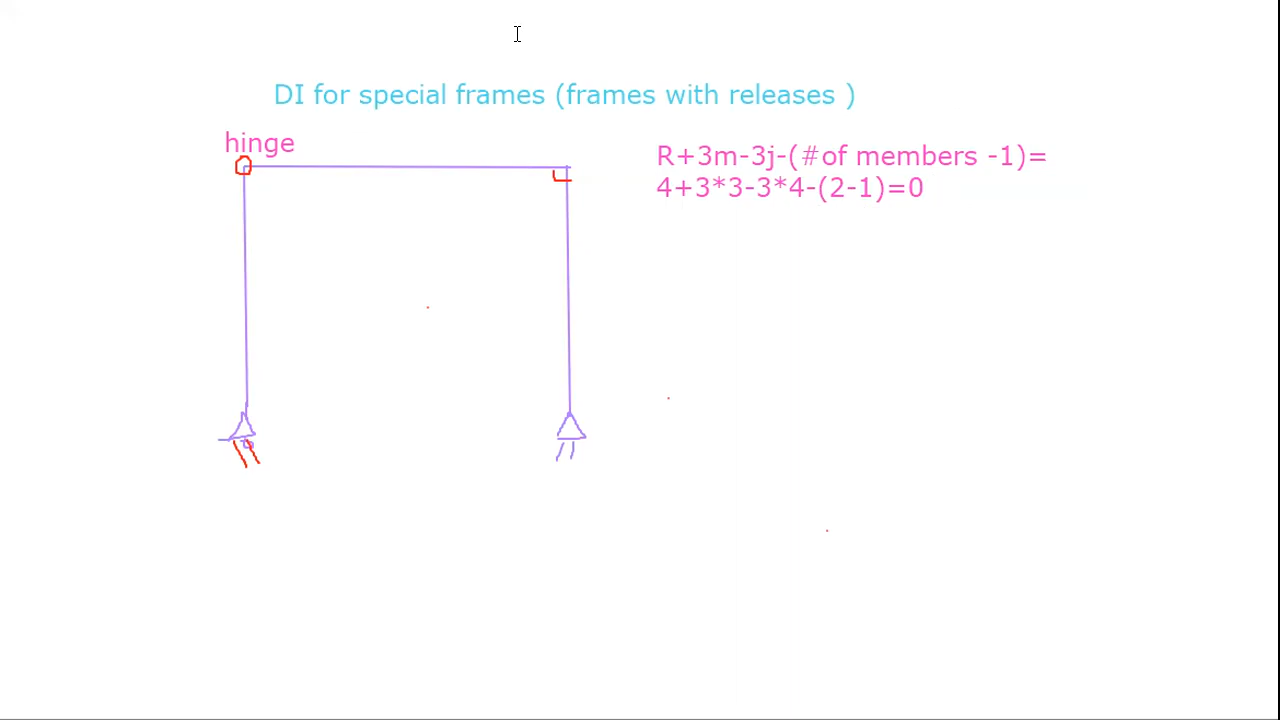 DI for special frames (frames with releases )
hinge
R+3m-3j-(#of members -1)=
4+3*3-3*4-(2-1)=0